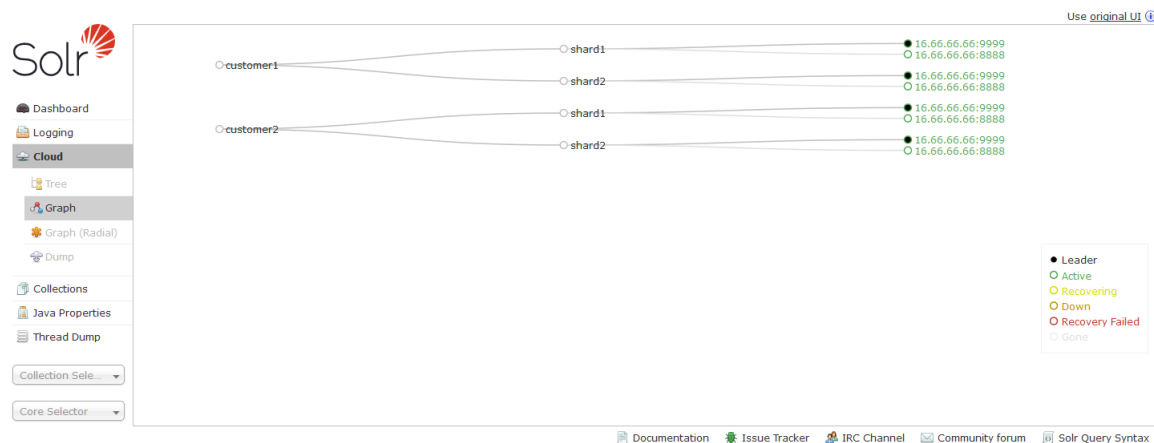 Use original UI
Solr
Dashboard
Logging
Cloud
Tree
Graph
Graph (Radial)
Dump
Collections
Java Properties
Thread Dump
Collection Sele...
Core Selector
customer1
shard1
16.66.66.66:9999
16.66.66.66:8888
shard2
16.66.66.66:9999
16.66.66.66:8888
customer2
shard1
16.66.66.66:9999
16.66.66.66:8888
shard2
16.66.66.66:9999
16.66.66.66:8888
Leader
Active
Recovering
Down
Recovery Failed
Gone
Documentation Issue Tracker IRC Channel Community forum Solr Query Syntax